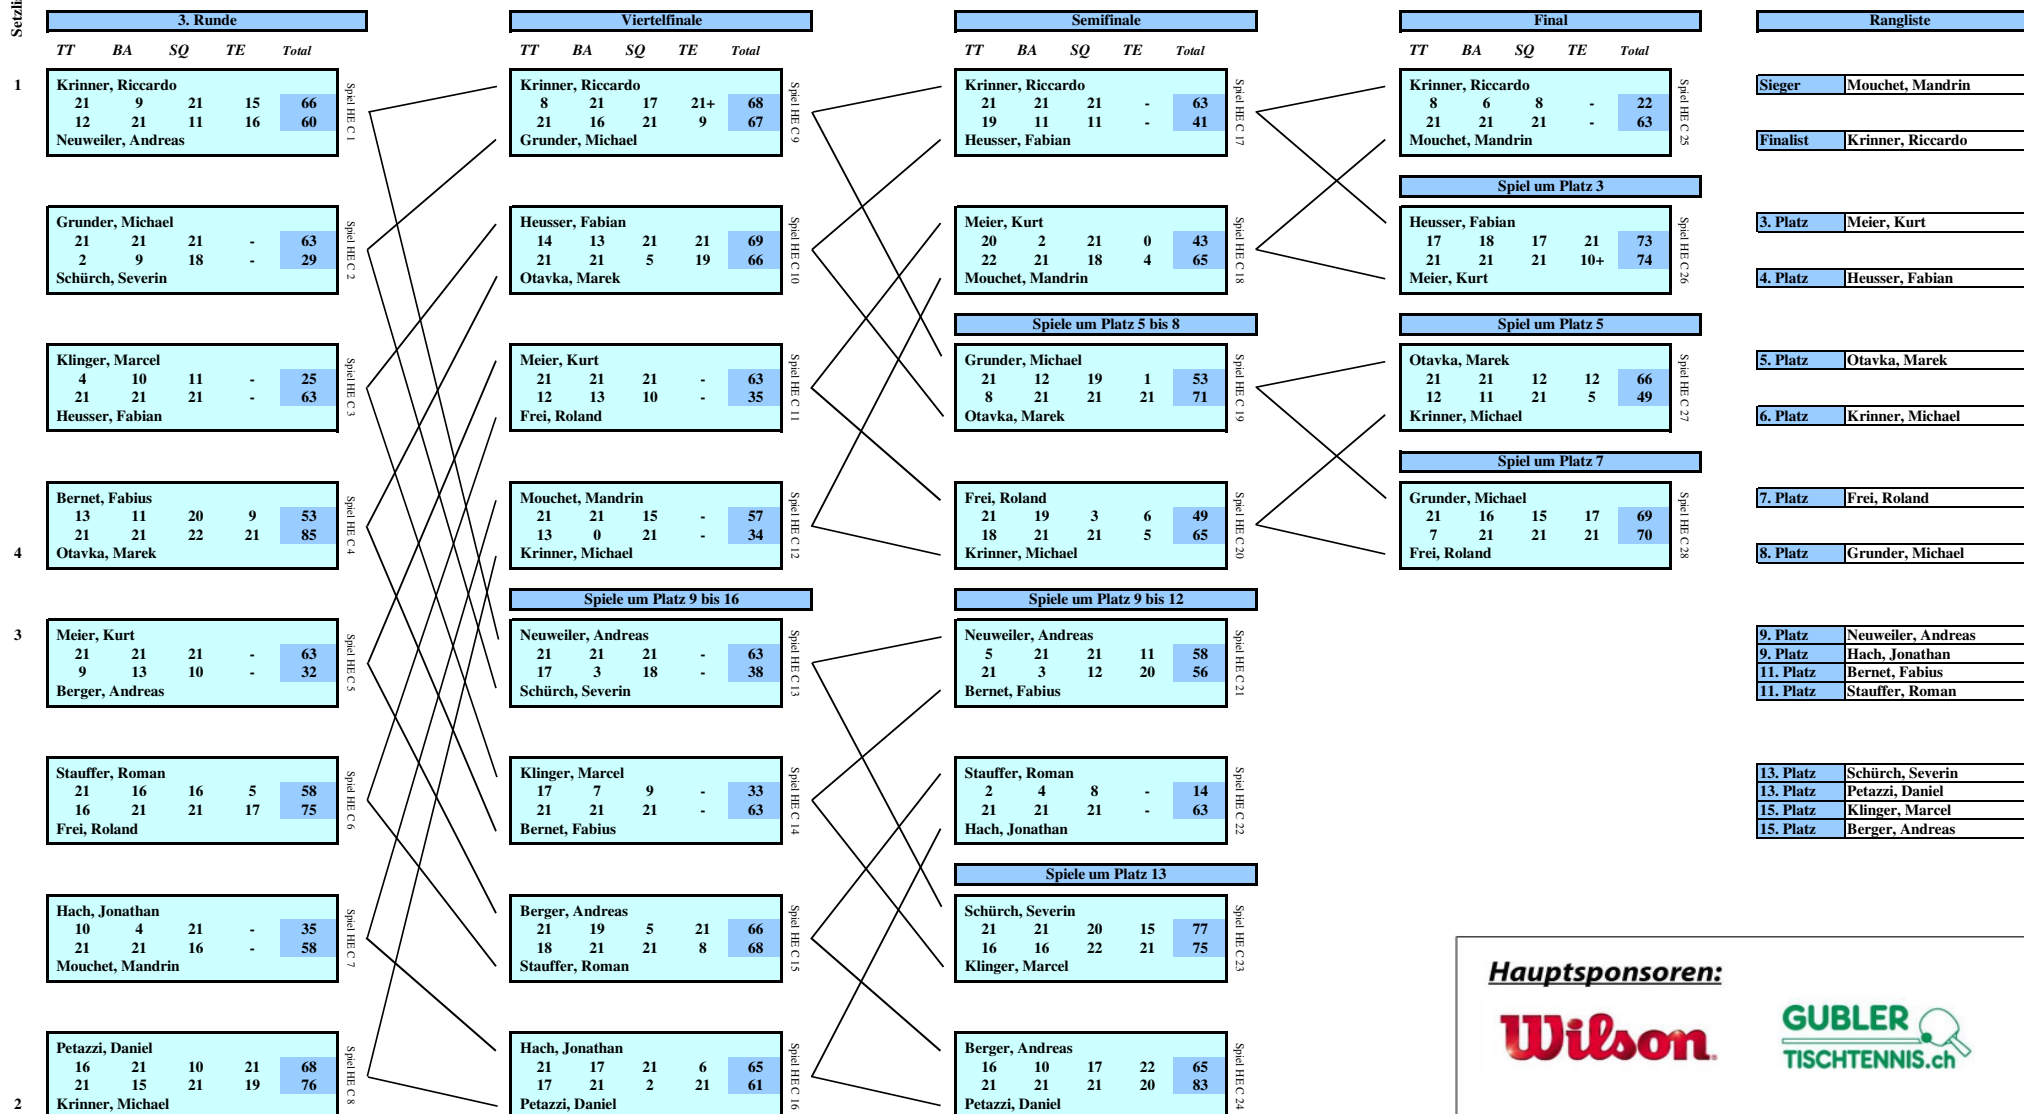 Setzli
3. Runde
TT BA SQ TE Total
1
Krinner, Riccardo
21 9 21 15 66
12 21 11 16 60
Neuweiler, Andreas
Spiel HE C 1
Grunder, Michael
21 21 21 - 63
2 9 18 - 29
Schürch, Severin
Spiel HE C 2
Klinger, Marcel
4 10 11 - 25
21 21 21 - 63
Heusser, Fabian
Spiel HE C 3
Bernet, Fabius
13 11 20 9 53
21 21 22 21 85
4 Otavka, Marek
Spiel HE C 4
3 Meier, Kurt
21 21 21 - 63
9 13 10 - 32
Berger, Andreas
Spiel HE C 5
Stauffer, Roman
21 16 16 5 58
16 21 21 17 75
Frei, Roland
Spiel HE C 6
Hach, Jonathan
10 4 21 - 35
21 21 16 - 58
Mouchet, Mandrin
Spiel HE C 7
Petazzi, Daniel
16 21 10 21 68
21 15 21 19 76
2 Krinner, Michael
Spiel HE C 8
Viertelfinale
TT BA SQ TE Total
Krinner, Riccardo
8 21 17 21+ 68
21 16 21 9 67
Grunder, Michael
Spiel HE C 9
Heusser, Fabian
14 13 21 21 69
21 21 5 19 66
Otavka, Marek
Spiel HE C 10
Meier, Kurt
21 21 21 - 63
12 13 10 - 35
Frei, Roland
Spiel HE C 11
Mouchet, Mandrin
21 21 15 - 57
13 0 21 - 34
Krinner, Michael
Spiel HE C 12
Spiele um Platz 9 bis 16
Neuweiler, Andreas
21 21 21 - 63
17 3 18 - 38
Schürch, Severin
Spiel HE C 13
Klinger, Marcel
17 7 9 - 33
21 21 21 - 63
Bernet, Fabius
Spiel HE C 14
Berger, Andreas
21 19 5 21 66
18 21 21 8 68
Stauffer, Roman
Spiel HE C 15
Hach, Jonathan
21 17 21 6 65
17 21 2 21 61
Petazzi, Daniel
Spiel HE C 16
Semifinale
TT BA SQ TE Total
Krinner, Riccardo
21 21 21 - 63
19 11 11 - 41
Heusser, Fabian
Spiel HE C 17
Meier, Kurt
20 2 21 0 43
22 21 18 4 65
Mouchet, Mandrin
Spiel HE C 18
Spiele um Platz 5 bis 8
Grunder, Michael
21 12 19 1 53
8 21 21 21 71
Otavka, Marek
Spiel HE C 19
Frei, Roland
21 19 3 6 49
18 21 21 5 65
Krinner, Michael
Spiel HE C 20
Spiele um Platz 9 bis 12
Neuweiler, Andreas
5 21 21 11 58
21 3 12 20 56
Bernet, Fabius
Spiel HE C 21
Stauffer, Roman
2 4 8 - 14
21 21 21 - 63
Hach, Jonathan
Spiel HE C 22
Spiele um Platz 13
Schürch, Severin
21 21 20 15 77
16 16 22 21 75
Klinger, Marcel
Spiel HE C 23
Berger, Andreas
16 10 17 22 65
21 21 21 20 83
Petazzi, Daniel
Spiel HE C 24
Final
TT BA SQ TE Total
Krinner, Riccardo
8 6 8 - 22
21 21 21 - 63
Mouchet, Mandrin
Spiel HE C 25
Spiel um Platz 3
Heusser, Fabian
17 18 17 21 73
21 21 21 10+ 74
Meier, Kurt
Spiel HE C 26
Spiel um Platz 5
Otavka, Marek
21 21 12 12 66
12 11 21 5 49
Krinner, Michael
Spiel HE C 27
Spiel um Platz 7
Grunder, Michael
21 16 15 17 69
7 21 21 21 70
Frei, Roland
Spiel HE C 28
Rangliste
Sieger Mouchet, Mandrin
Finalist Krinner, Riccardo
3. Platz Meier, Kurt
4. Platz Heusser, Fabian
5. Platz Otavka, Marek
6. Platz Krinner, Michael
7. Platz Frei, Roland
8. Platz Grunder, Michael
9. Platz Neuweiler, Andreas
9. Platz Hach, Jonathan
11. Platz Bernet, Fabius
11. Platz Stauffer, Roman
13. Platz Schürch, Severin
13. Platz Petazzi, Daniel
15. Platz Klinger, Marcel
15. Platz Berger, Andreas
Hauptsponsoren:
Wilson
GUBLER
TISCHTENNIS.ch